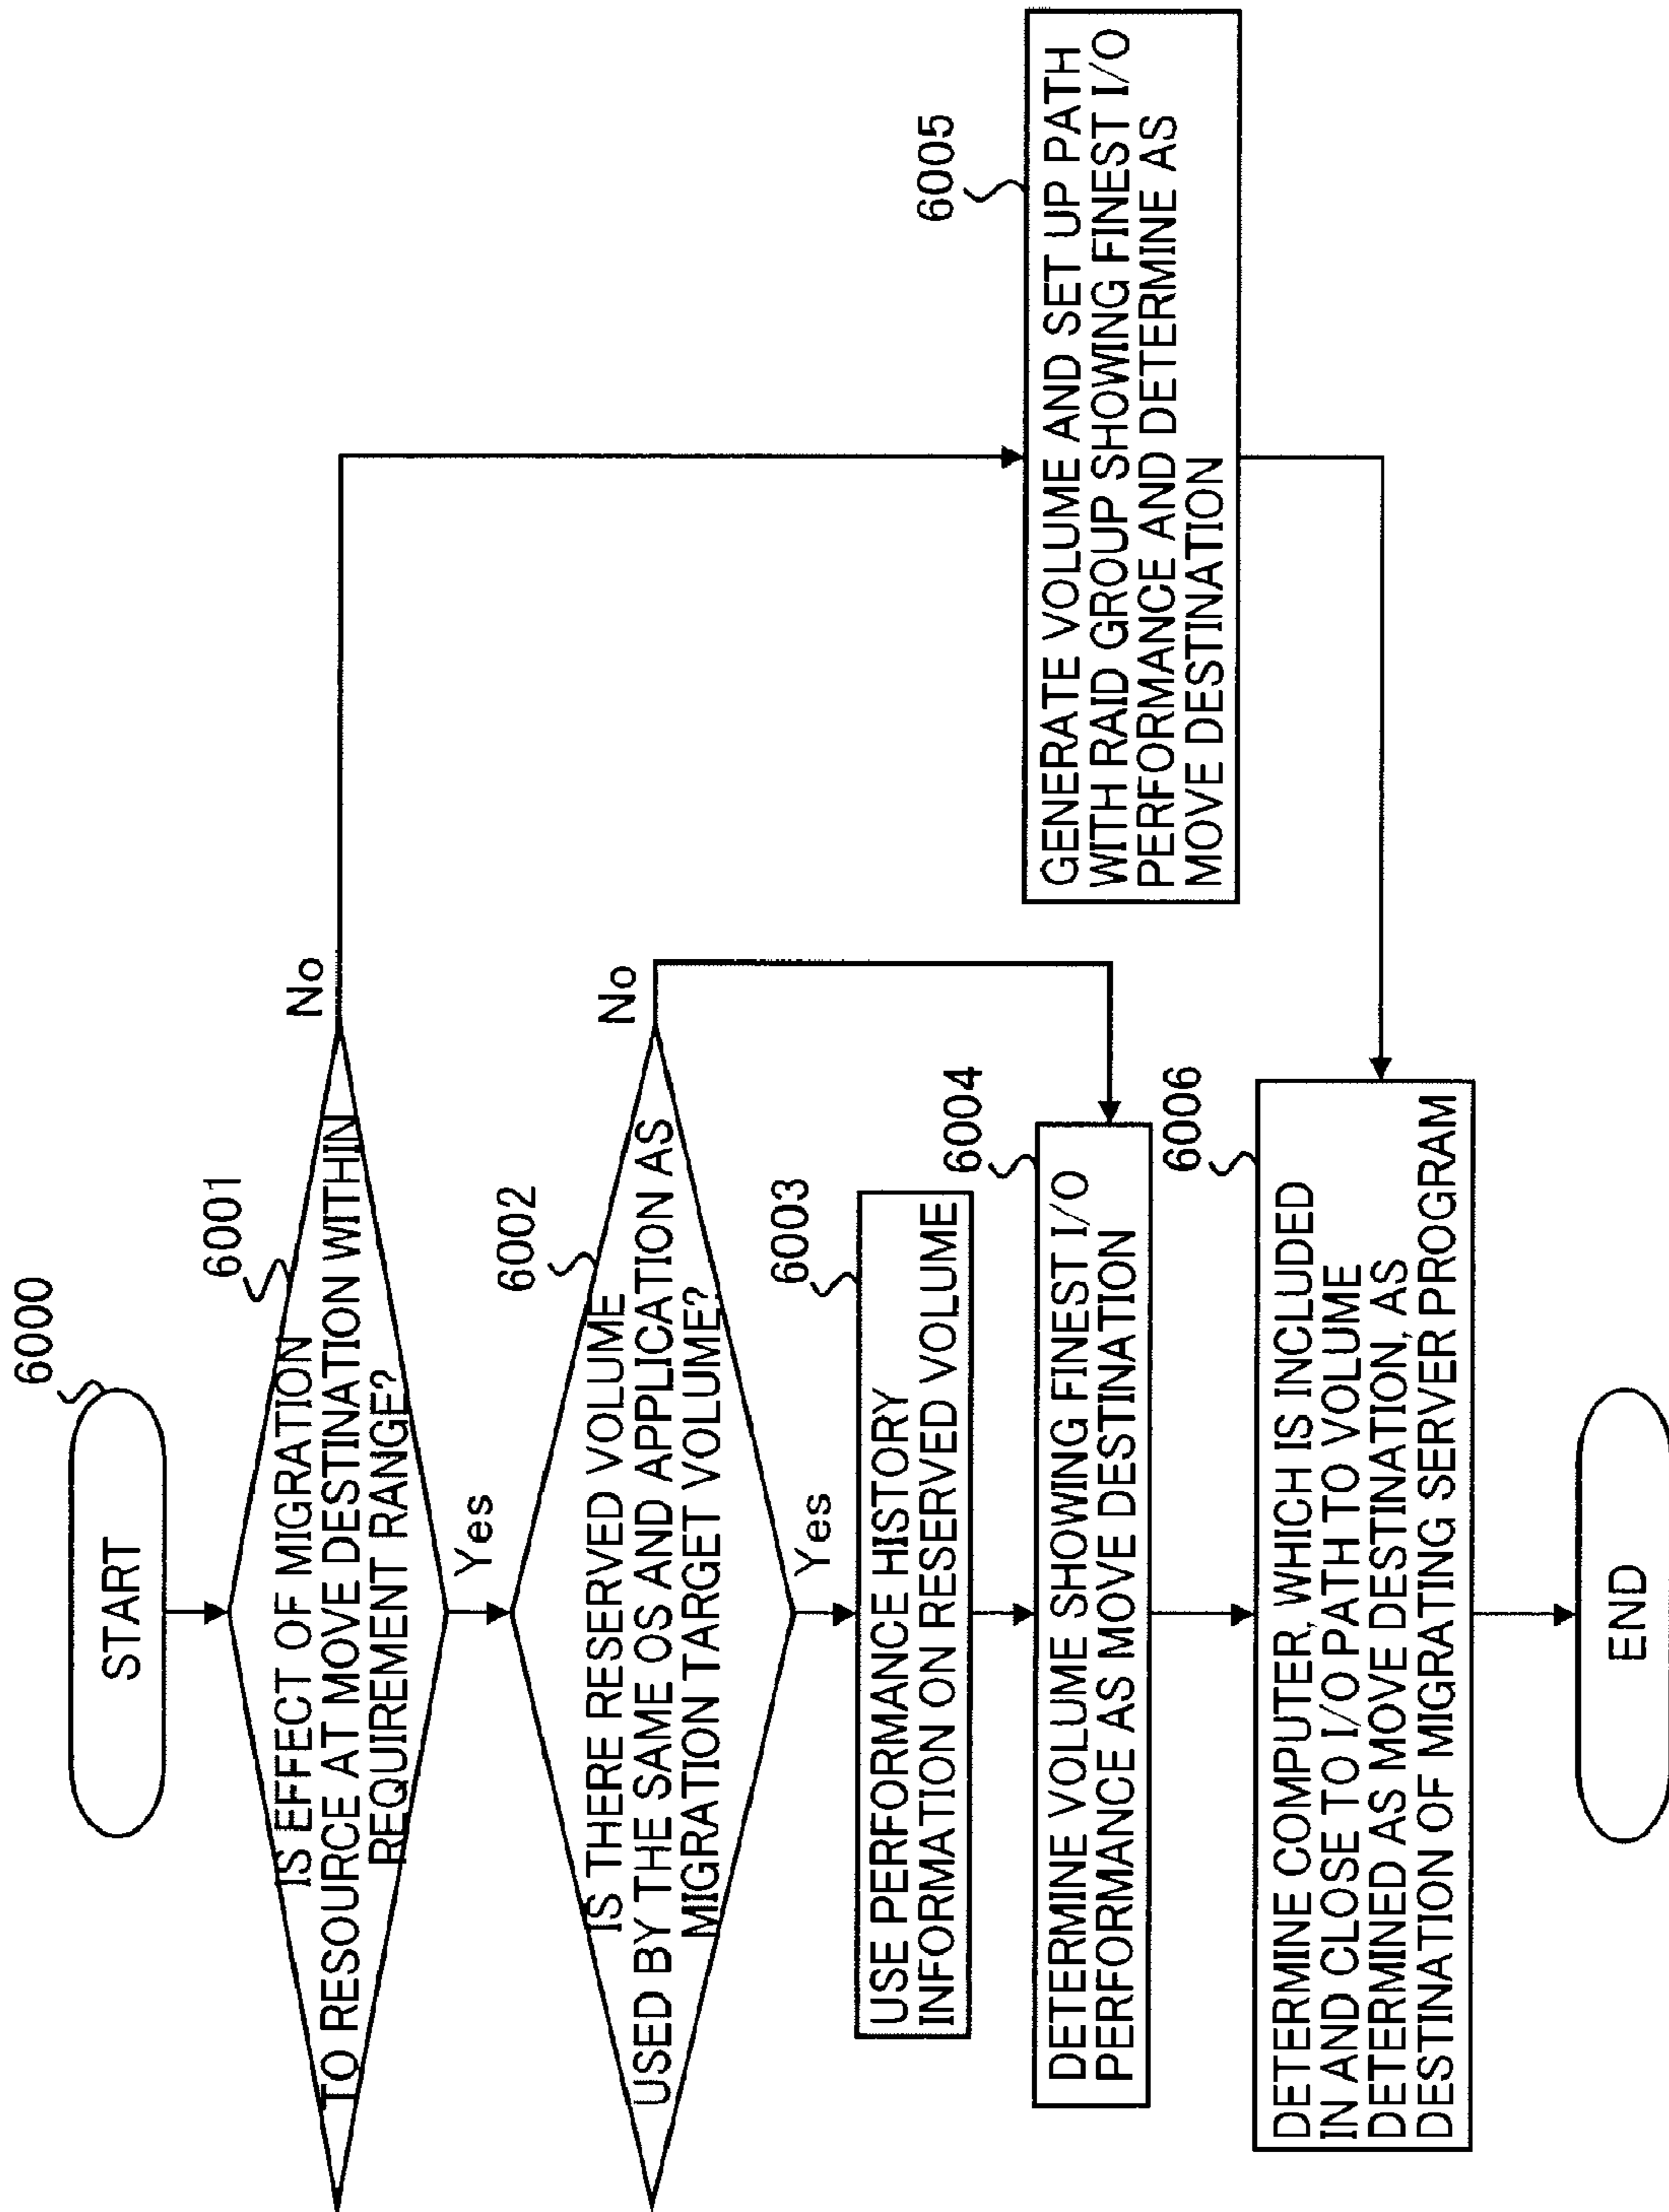 6000
START
6001
IS EFFECT OF MIGRATION
TO RESOURCE AT MOVE DESTINATION WITHIN
REQUIREMENT RANGE?
No
Yes
6002
IS THERE RESERVED VOLUME
USED BY THE SAME OS AND APPLICATION AS
MIGRATION TARGET VOLUME?
No
Yes
6003
USE PERFORMANCE HISTORY
INFORMATION ON RESERVED VOLUME
6004
DETERMINE VOLUME SHOWING FINEST I/O
PERFORMANCE AS MOVE DESTINATION
6005
GENERATE VOLUME AND SET UP PATH
WITH RAID GROUP SHOWING FINEST I/O
PERFORMANCE AND DETERMINE AS
MOVE DESTINATION
6006
DETERMINE COMPUTER, WHICH IS INCLUDED
IN AND CLOSE TO I/O PATH TO VOLUME
DETERMINED AS MOVE DESTINATION, AS
DESTINATION OF MIGRATING SERVER PROGRAM
END